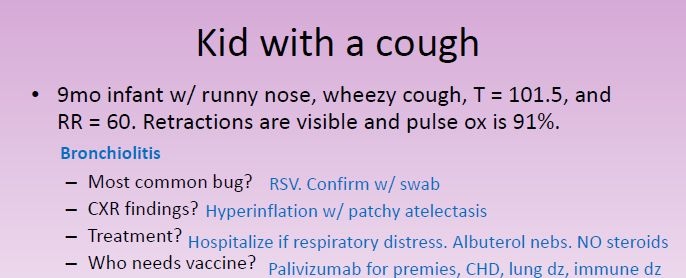 Kid with a cough
• 9mo infant w/ runny nose, wheezy cough, T = 101.5, and
RR = 60. Retractions are visible and pulse ox is 91%.
Bronchiolitis
– Most common bug? RSV. Confirm w/ swab
– CXR findings? Hyperinflation w/ patchy atelectasis
– Treatment? Hospitalize if respiratory distress. Albuterol nebs. NO steroids
– Who needs vaccine? Palivizumab for premies, CHD, lung dz, immune dz